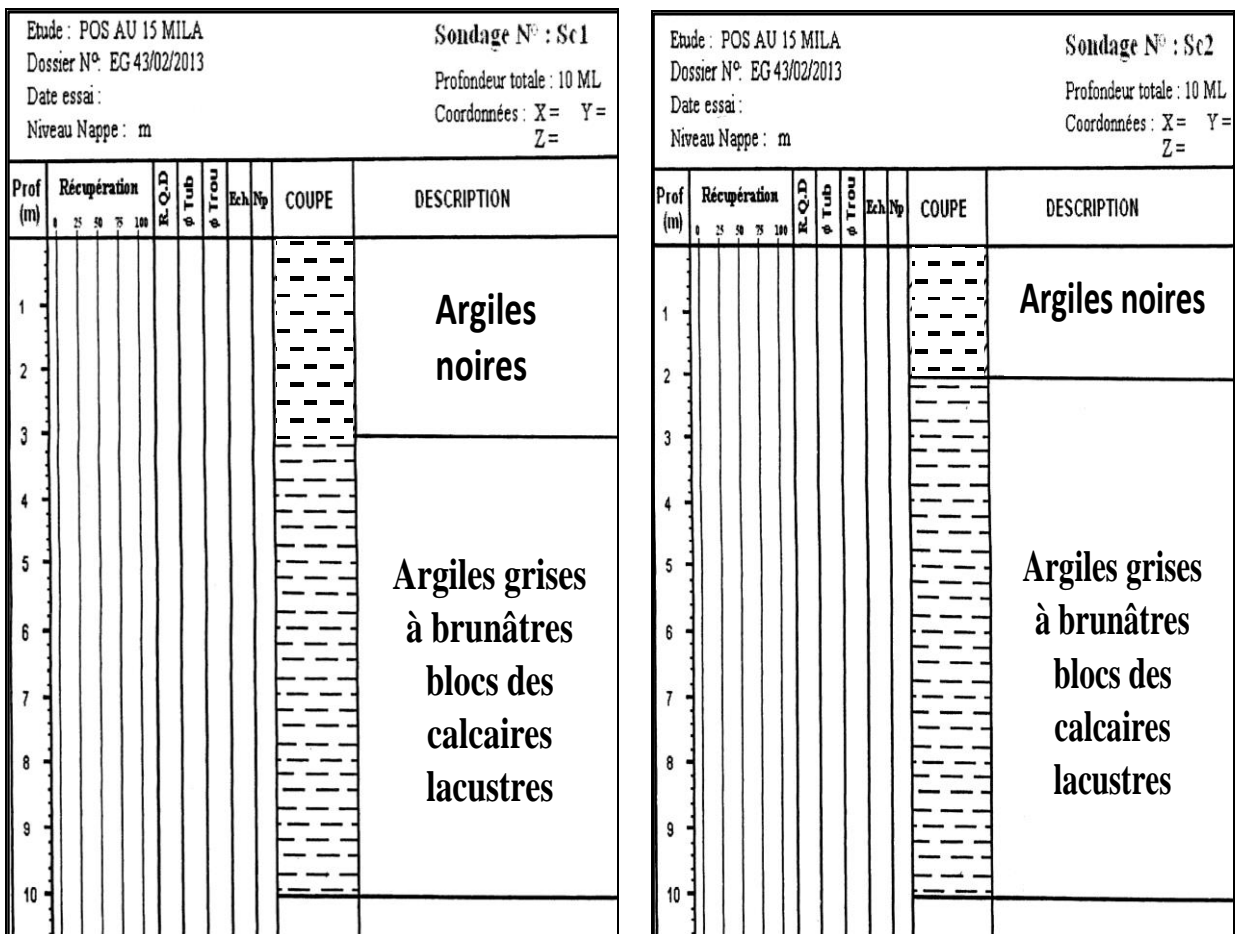 Etude : POS AU 15 MILA
Dossier Nº: EG 43/02/2013
Date essai :
Niveau Nappe : m
Sondage Nº : Sc1
Profondeur totale : 10 ML
Coordonnées : X = Y =
Z =
Prof (m)
Récupération
0 25 50 75 100
R.Q.D
φ Tub
φ Trou
Ech
Np
COUPE
DESCRIPTION
1
2
3
4
5
6
7
8
9
10
Argiles
noires
Argiles grises
à brunâtres
blocs des
calcaires
lacustres
Etude : POS AU 15 MILA
Dossier Nº: EG 43/02/2013
Date essai :
Niveau Nappe : m
Sondage Nº : Sc2
Profondeur totale : 10 ML
Coordonnées : X = Y =
Z =
Prof (m)
Récupération
0 25 50 75 100
R.Q.D
φ Tub
φ Trou
Ech
Np
COUPE
DESCRIPTION
1
2
3
4
5
6
7
8
9
10
Argiles noires
Argiles grises
à brunâtres
blocs des
calcaires
lacustres